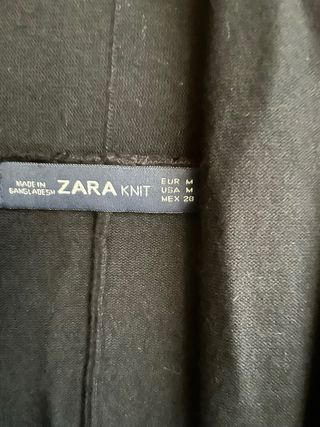 MADE IN
BANGLADESH
ZARA KNIT
EUR M
USA M
MEX 28